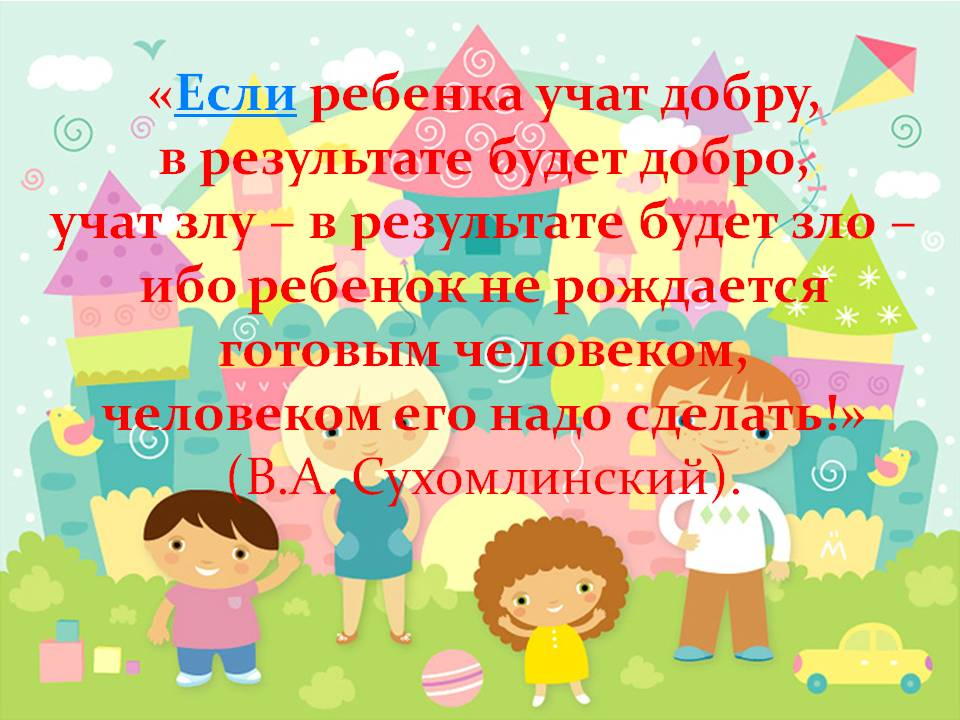 «Если ребенка учат добру,
в результате будет добро,
учат злу – в результате будет зло –
ибо ребенок не рождается
готовым человеком,
человеком его надо сделать!»
(В.А. Сухомлинский).